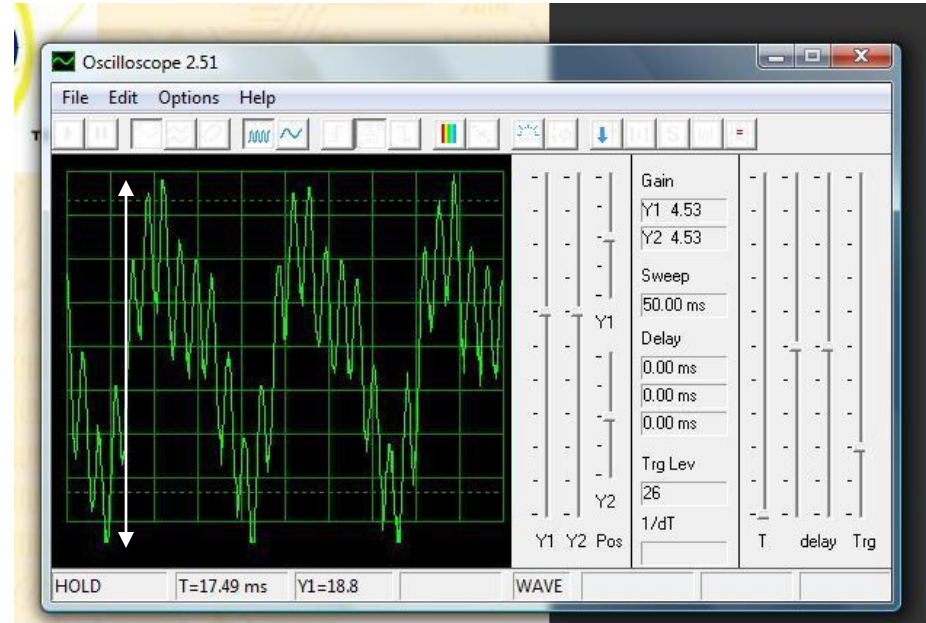 Oscilloscope 2.51
File Edit Options Help
Gain
Y1 4.53
Y2 4.53
Sweep
50.00 ms
Y1
Delay
0.00 ms
0.00 ms
0.00 ms
Trg Lev
26
Y2
1/dT
Y1 Y2 Pos
T delay Trg
HOLD T=17.49 ms Y1=18.8 WAVE